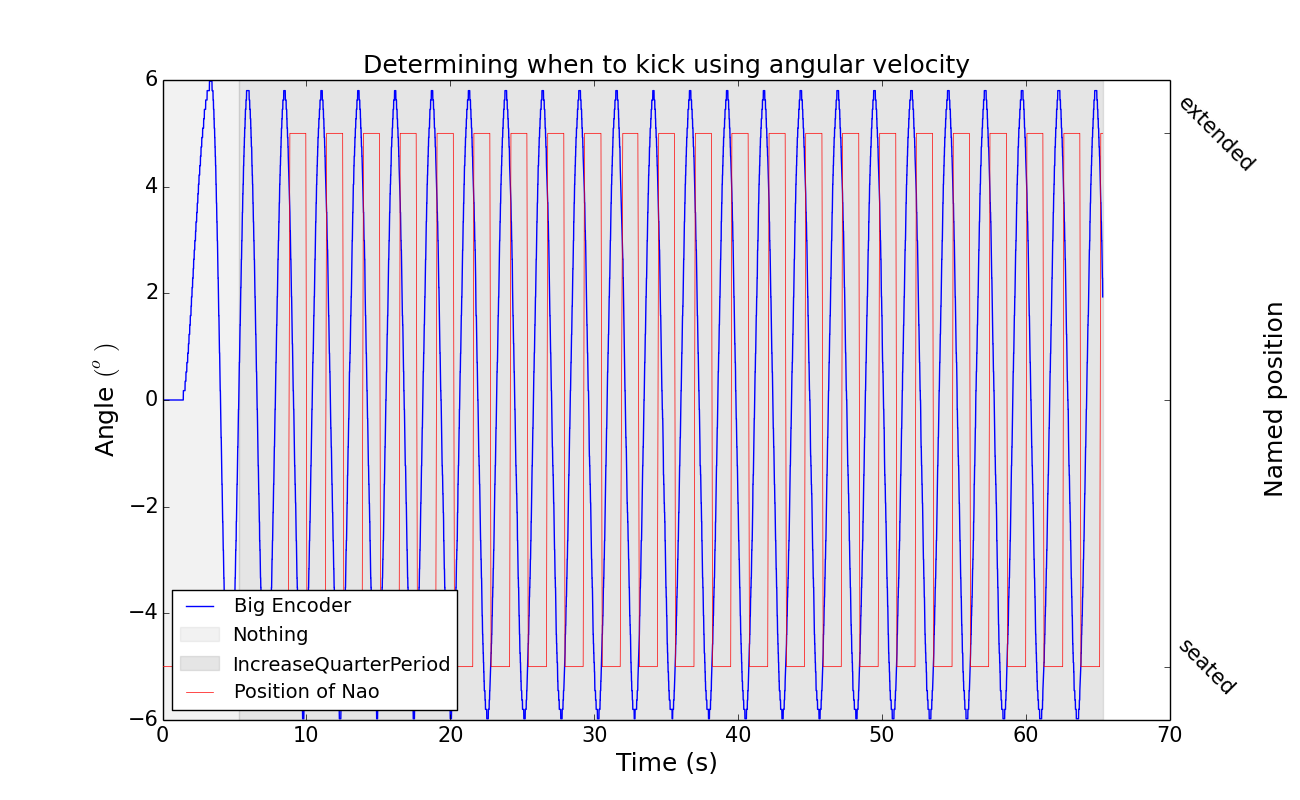 Determining when to kick using angular velocity
6
4
2
0
−2
−4
−6
Angle (o)
Big Encoder
Nothing
IncreaseQuarterPeriod
Position of Nao
0 10 20 30 40 50 60 70
Time (s)
extended
seated
Named position